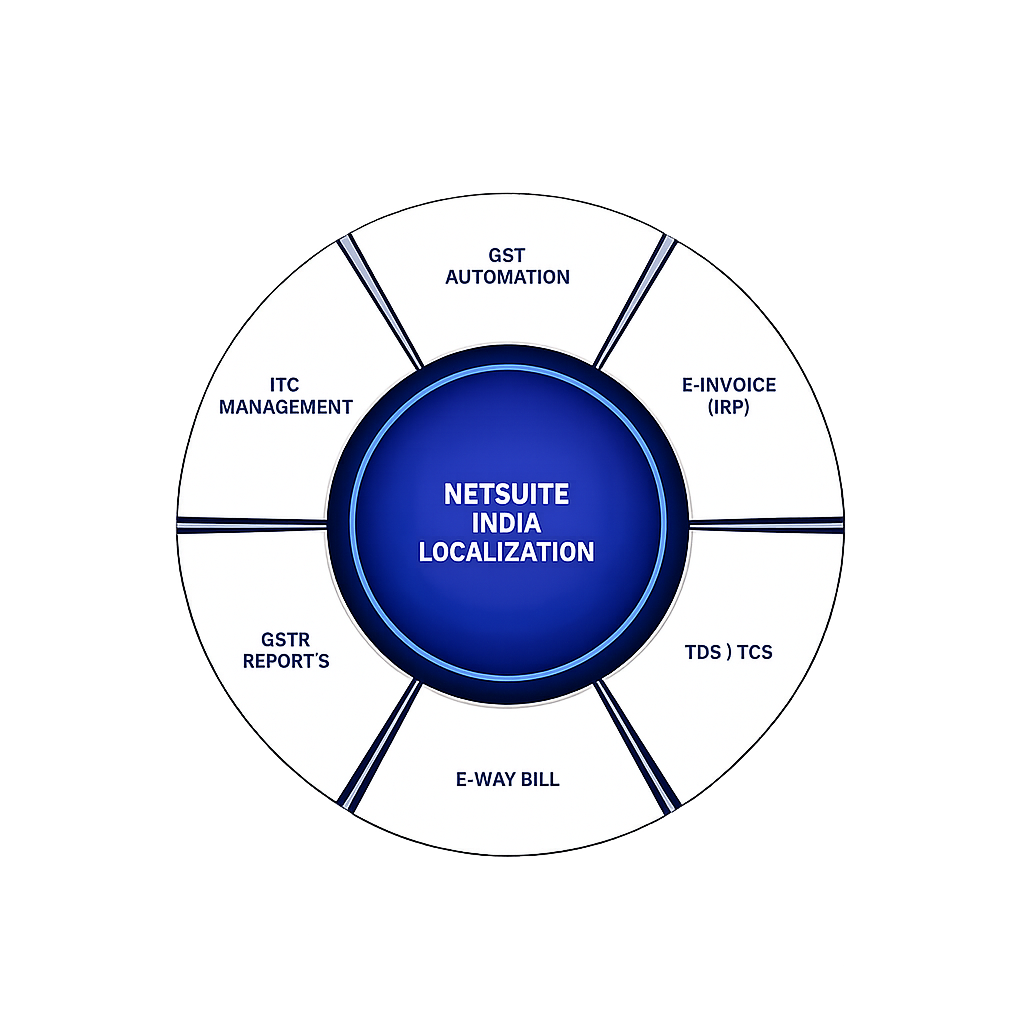 GST
AUTOMATION
E-INVOICE
(IRP)
TDS ) TCS
E-WAY BILL
GSTR
REPORT'S
ITC
MANAGEMENT
NETSUITE
INDIA
LOCALIZATION